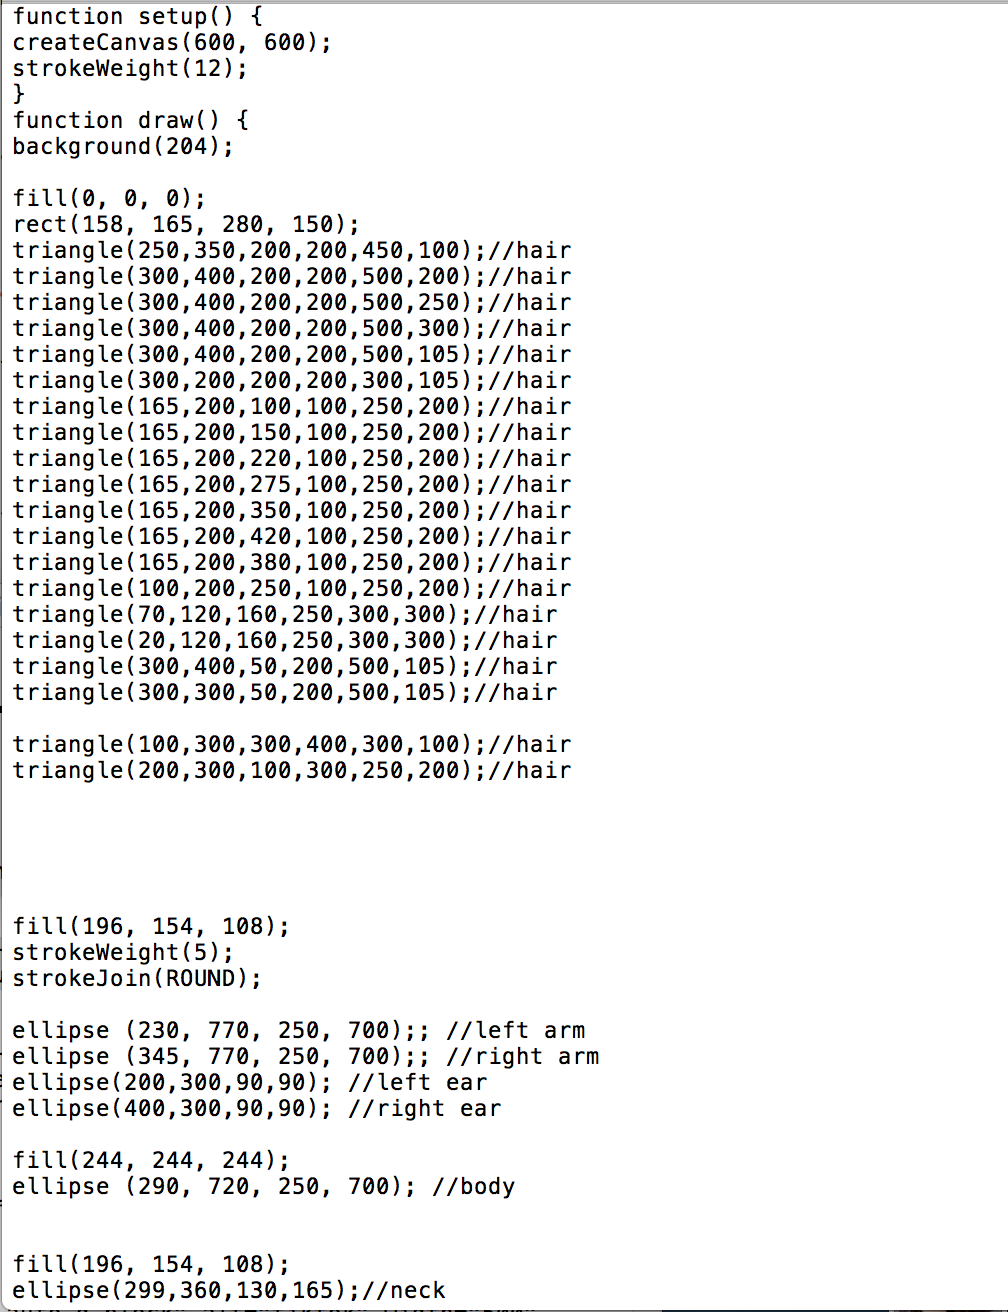 function setup() {
createCanvas(600, 600);
strokeWeight(12);
}
function draw() {
background(204);
fill(0, 0, 0);
rect(158, 165, 280, 150);
triangle(250,350,200,200,450,100);//hair
triangle(300,400,200,200,500,200);//hair
triangle(300,400,200,200,500,250);//hair
triangle(300,400,200,200,500,300);//hair
triangle(300,400,200,200,500,105);//hair
triangle(300,200,200,200,300,105);//hair
triangle(165,200,100,100,250,200);//hair
triangle(165,200,150,100,250,200);//hair
triangle(165,200,220,100,250,200);//hair
triangle(165,200,275,100,250,200);//hair
triangle(165,200,350,100,250,200);//hair
triangle(165,200,420,100,250,200);//hair
triangle(165,200,380,100,250,200);//hair
triangle(100,200,250,100,250,200);//hair
triangle(70,120,160,250,300,300);//hair
triangle(20,120,160,250,300,300);//hair
triangle(300,400,50,200,500,105);//hair
triangle(300,300,50,200,500,105);//hair
triangle(100,300,300,400,300,100);//hair
triangle(200,300,100,300,250,200);//hair
fill(196, 154, 108);
strokeWeight(5);
strokeJoin(ROUND);
ellipse (230, 770, 250, 700);; //left arm
ellipse (345, 770, 250, 700);; //right arm
ellipse(200,300,90,90); //left ear
ellipse(400,300,90,90); //right ear
fill(244, 244, 244);
ellipse (290, 720, 250, 700); //body
fill(196, 154, 108);
ellipse(299,360,130,165);//neck